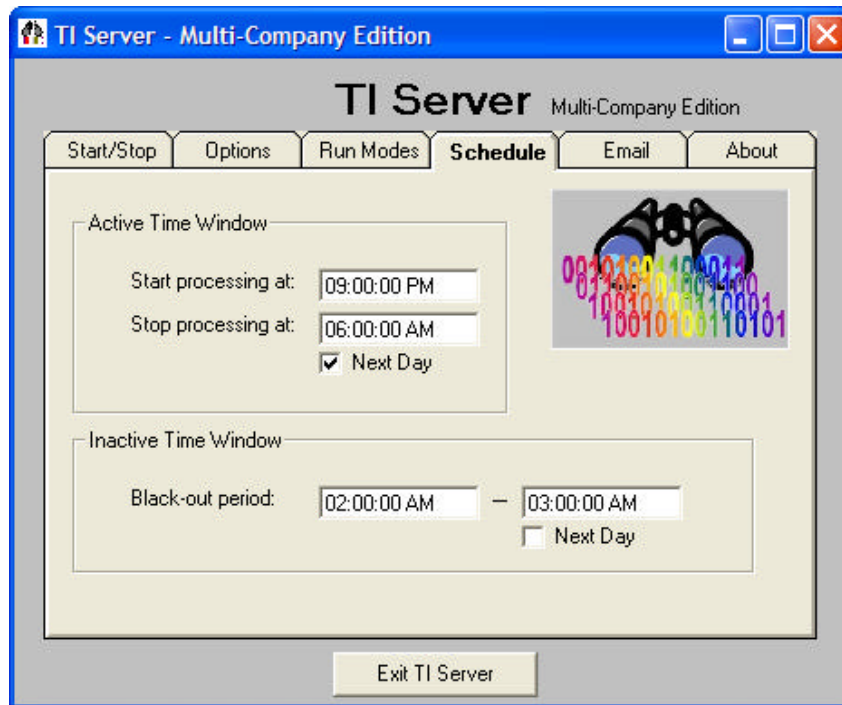 TI Server - Multi-Company Edition
TI Server Multi-Company Edition
Start/Stop Options Run Modes Schedule Email About
Active Time Window
Start processing at: 09:00:00 PM
Stop processing at: 06:00:00 AM
Next Day
Inactive Time Window
Black-out period: 02:00:00 AM – 03:00:00 AM
Next Day
Exit TI Server